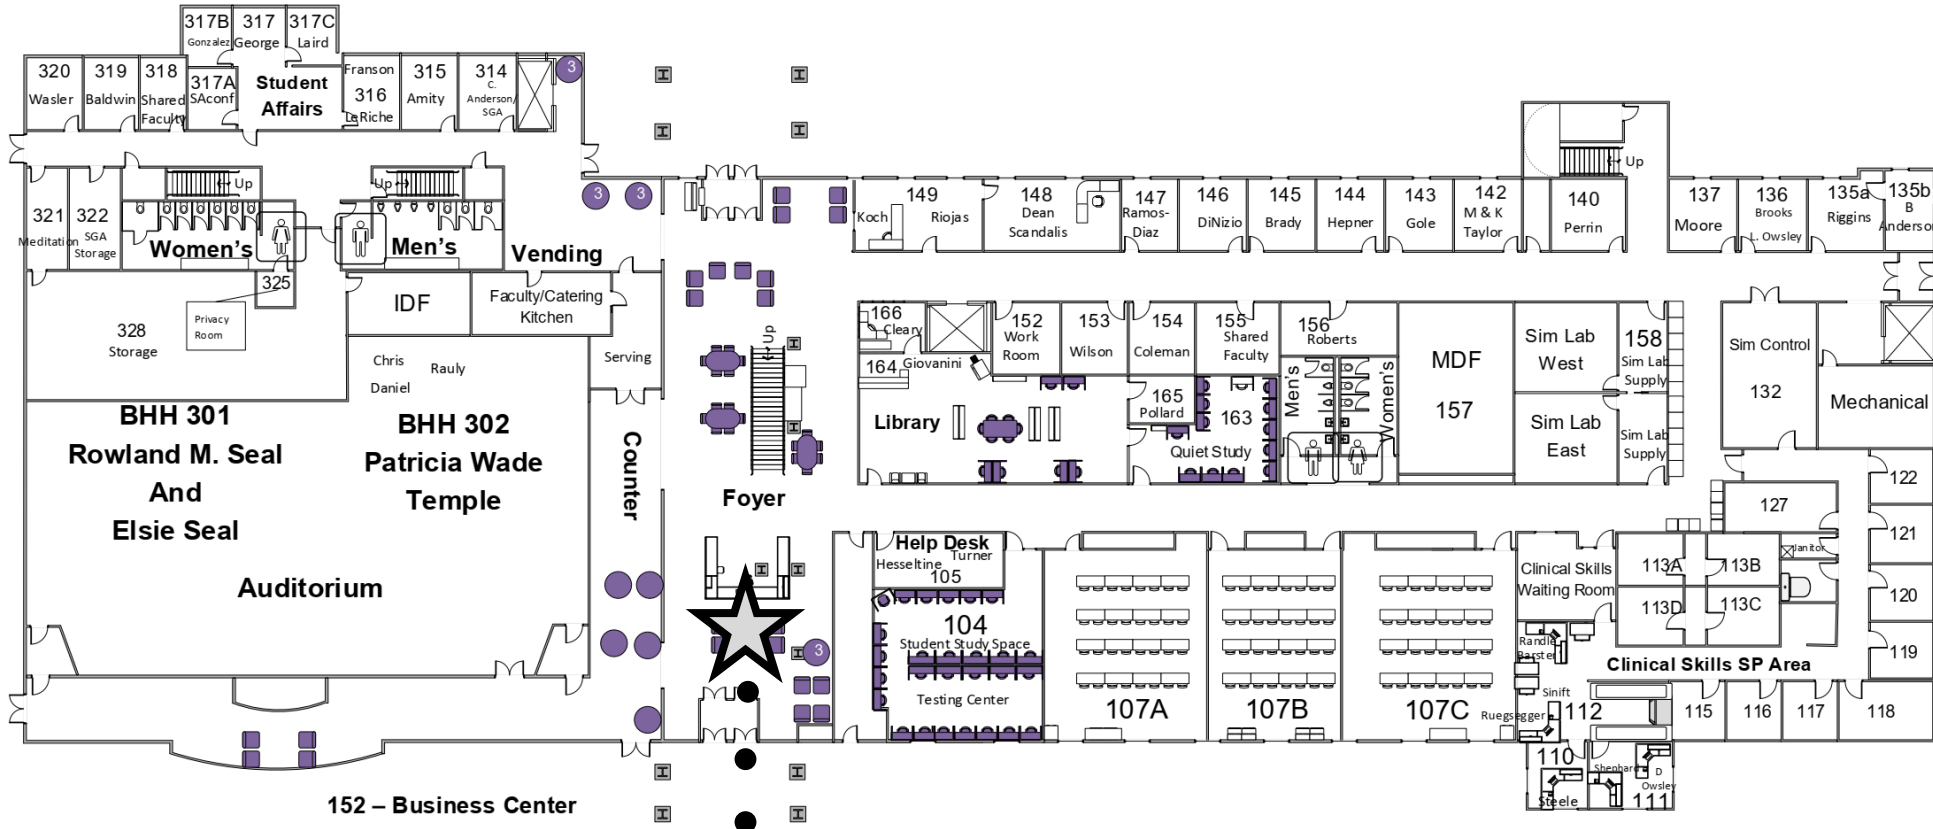 317B
Gonzalez
317
George
317C
Laird
320
Wasler
319
Baldwin
318
Shared
Faculty
317A
SAconf
Student
Affairs
Franson
316
LeRiche
315
Amity
314
C.
Anderson/
SGA
3
3
3
Up
Up
Up
321
Meditation
322
SGA
Storage
Women's
Men's
Vending
325
328
Storage
Privacy
Room
IDF
Faculty/Catering
Kitchen
Serving
Chris
Daniel
Rauly
BHH 301
Rowland M. Seal
And
Elsie Seal
BHH 302
Patricia Wade
Temple
Auditorium
Counter
Up
Foyer
3
149
Koch
Riojas
148
Dean
Scandalis
147
Ramos-
Diaz
146
DiNizio
145
Brady
144
Hepner
143
Gole
142
M & K
Taylor
140
Perrin
137
Moore
136
Brooks
L. Owsley
135a
Riggins
135b
B
Anderson
166
Cleary
164
Giovanini
152
Work
Room
153
Wilson
154
Coleman
155
Shared
Faculty
156
Roberts
Men's
Women's
MDF
157
Sim Lab
West
Sim Lab
East
158
Sim Lab
Supply
Sim Lab
Supply
Sim Control
132
Mechanical
Library
165
Pollard
163
Quiet Study
Help Desk
Turner
Hesseltine
105
104
Student Study Space
Testing Center
107A
107B
107C
Clinical Skills
Waiting Room
113A
113B
113D
113C
127
Janitor
122
121
120
119
Clinical Skills SP Area
Randle
Barster
Sinift
Ruegsegger
112
115
116
117
118
110
Steele
Shephard
D
Owsley
111
152 – Business Center